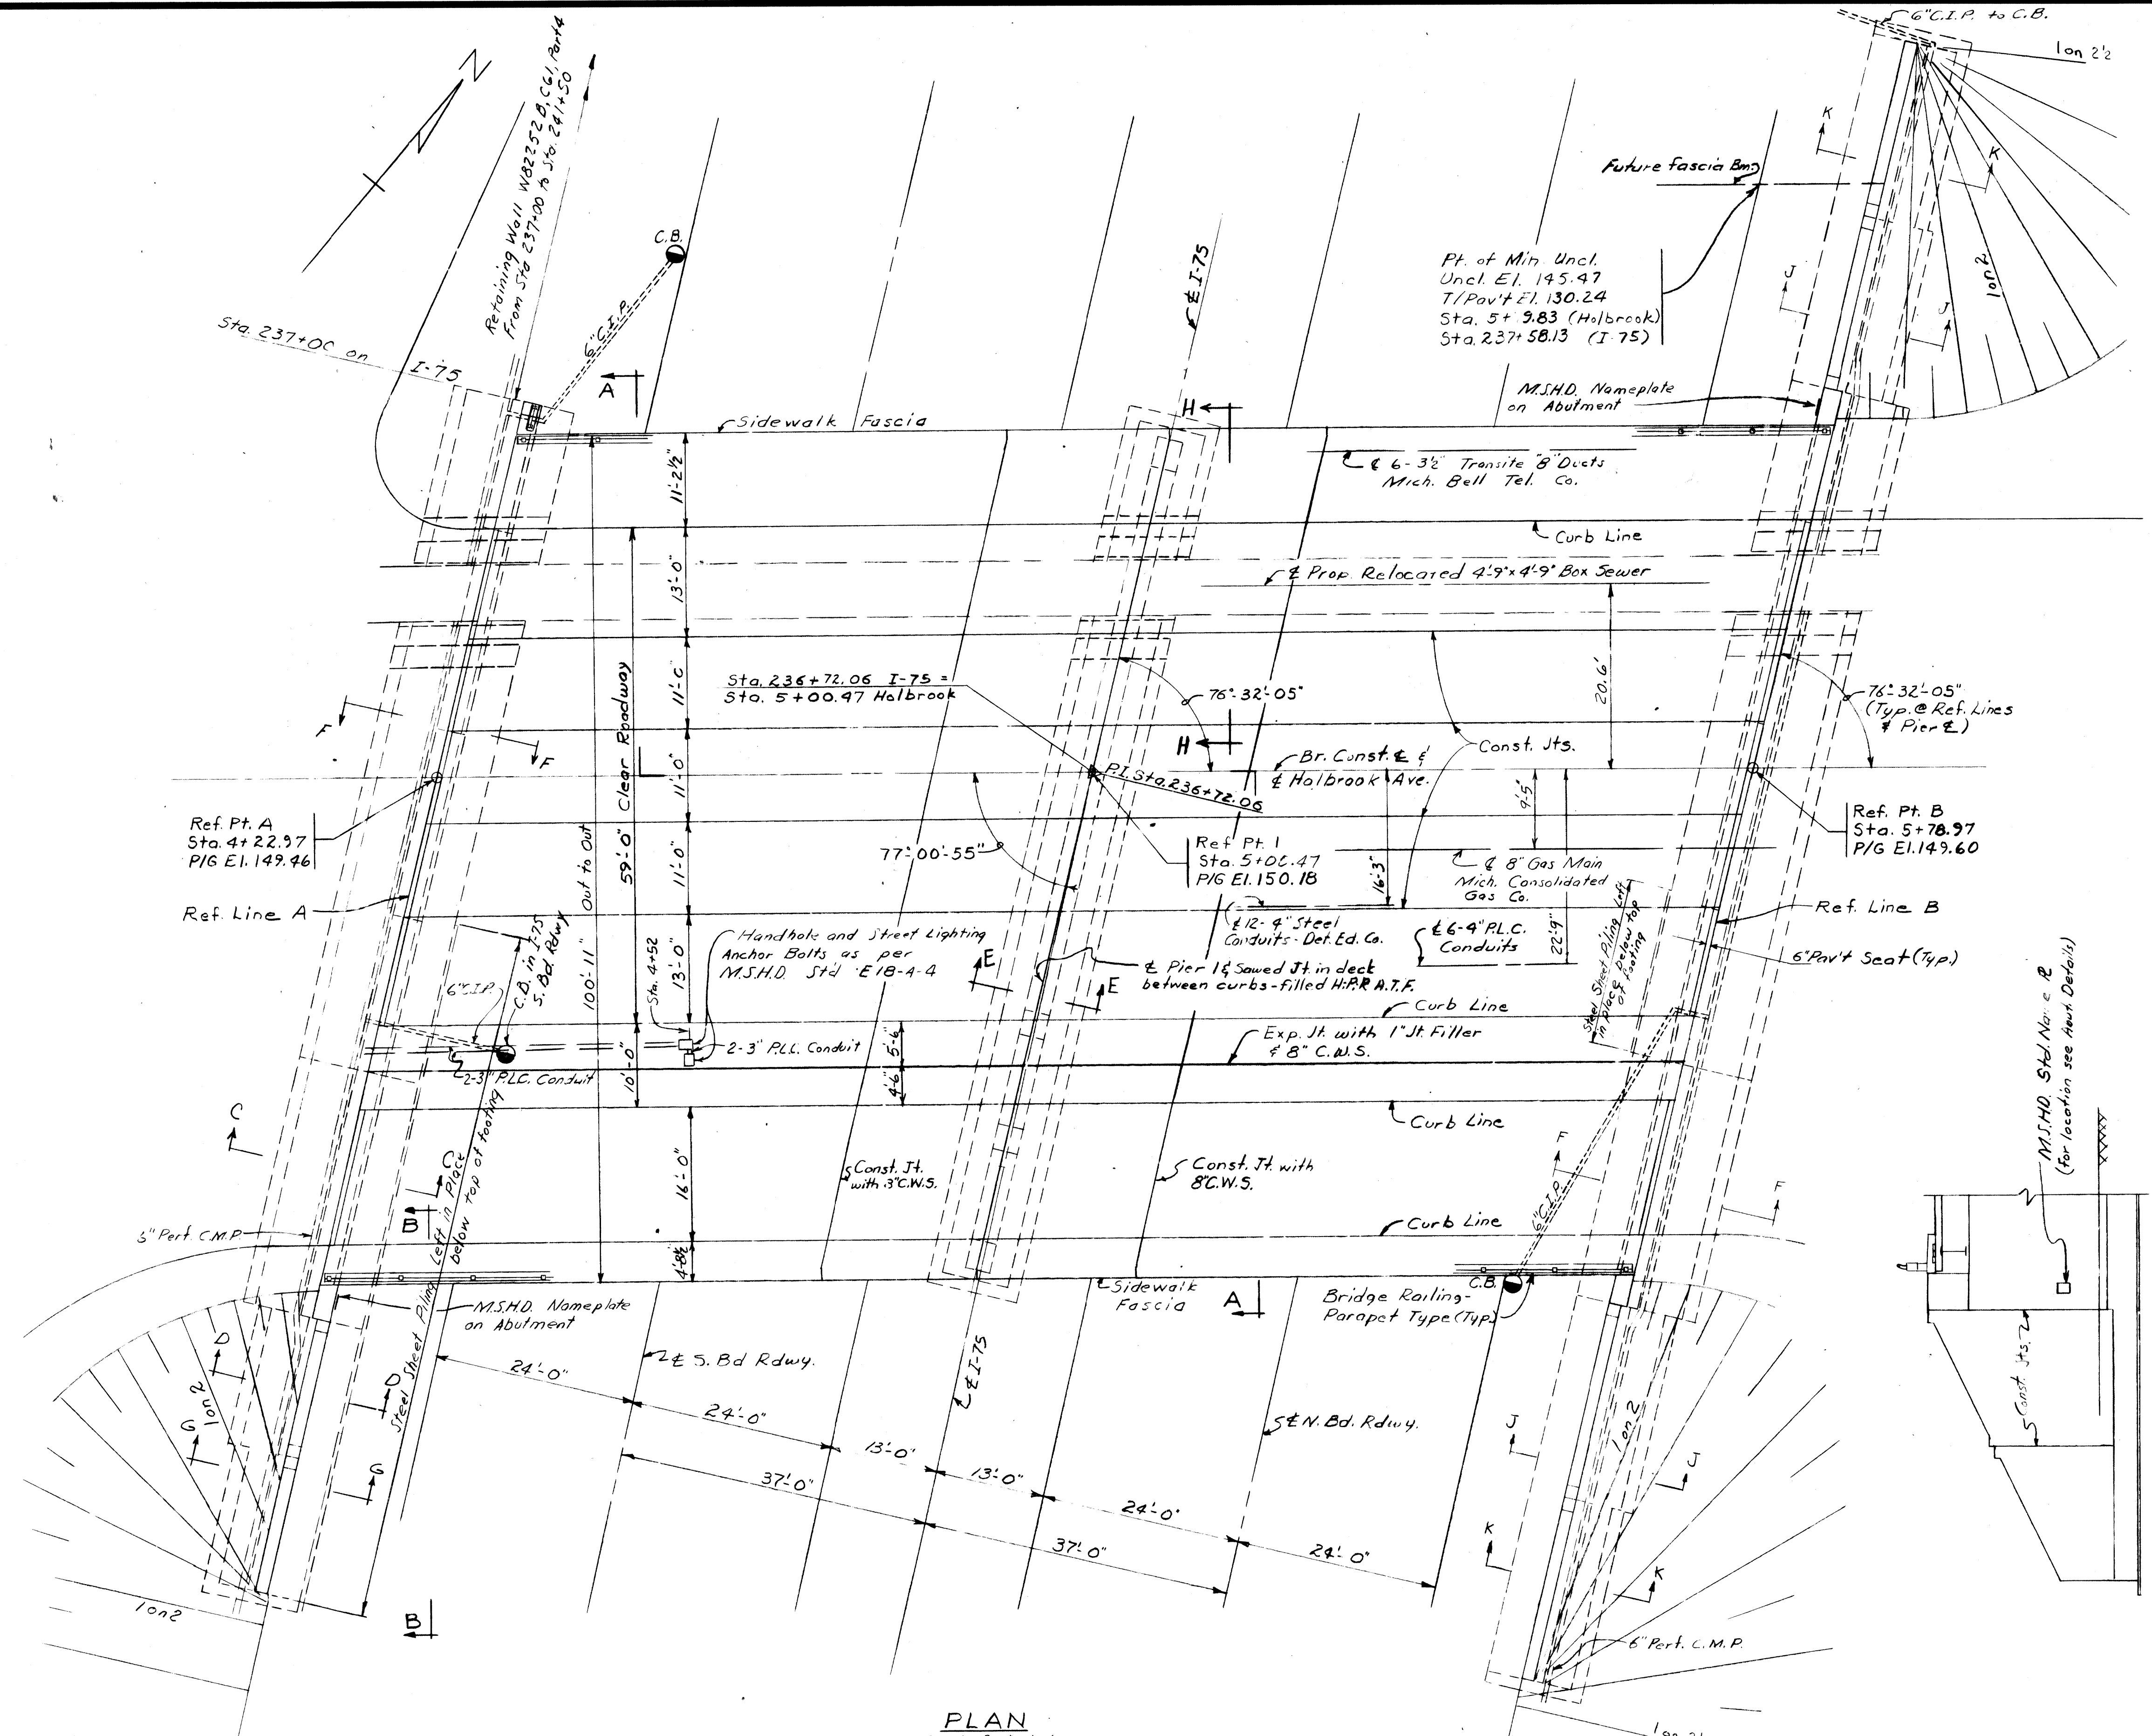 6" C.I.P. to C.B.
1 on 2½
N
Retaining Wall W82252B, C61, Part 4
From Sta 237+00 to Sta. 241+50
C.B.
6" C.I.P.
Sta. 237+00 on I-75
A
Sidewalk Fascia
H
℄ I-75
K
K
Future fascia Bm.
Pt. of Min. Uncl.
Uncl. El. 145.47
T/Pav't El. 130.24
Sta. 5+ 9.83 (Holbrook)
Sta. 237+58.13 (I-75)
J
J
1 on 2
M.S.H.D. Nameplate
on Abutment
℄ 6-3½" Transite "B" Ducts
Mich. Bell Tel. Co.
11'-2½"
Curb Line
13'-0"
℄ Prop. Relocated 4'-9"x4'-9" Box Sewer
59'-0" Clear Roadway
11'-0"
Sta. 236+72.06 I-75 =
Sta. 5+00.47 Holbrook
76°-32'-05"
20.6'
76°-32'-05"
(Typ. @ Ref. Lines
& Pier ℄)
F
F
11'-0"
H
Br. Const. ℄ &
℄ Holbrook Ave.
Const. Jts.
P.I. Sta. 236+72.06
9'-5"
Ref. Pt. A
Sta. 4+22.97
P/G El. 149.46
Ref. Pt. B
Sta. 5+78.97
P/G El. 149.60
100'-11" Out to Out
11'-0"
77°-00'-55"
Ref Pt. 1
Sta. 5+00.47
P/G El. 150.18
16'-3"
℄ 8" Gas Main
Mich. Consolidated
Gas Co.
Ref. Line A
Ref. Line B
C.B. in I-75
S. Bd Rdwy
6" C.I.P.
Sta. 4+52
13'-0"
Handhole and Street Lighting
Anchor Bolts as per
M.S.H.D. Std E18-A-4
℄ 12-4" Steel
Conduits-Det. Ed. Co.
℄ 6-4" P.L.C.
Conduits
22'-9"
E
E
℄ Pier 1 & Sawed Jt. in deck
between curbs-filled H.P.R.A.T.F.
Steel Sheet Piling Left
in place below top
of footing
6" Pav't Seat (Typ.)
Curb Line
2-3" P.L.C. Conduit
2-3" P.L.C. Conduit
10'-0"
5'-6"
4'-6"
Exp. Jt. with 1" Jt. Filler
& 8" C.W.S.
Curb Line
M.S.H.D. Std. Name ℞
(for location see Abut. Details)
C
C
16'-0"
Const. Jt.
with 8" C.W.S.
Const. Jt. with
8" C.W.S.
F
F
6" C.I.P.
B
6" Perf. C.M.P.
Curb Line
4'-8½"
Steel Sheet Piling Left in Place
below top of footing
M.S.H.D. Nameplate
on Abutment
Sidewalk
Fascia
A
C.B.
Bridge Railing-
Parapet Type (Typ.)
Const. Jts.
D
D
G
G
1 on 2
24'-0"
℄ S. Bd Rdwy.
℄ I-75
24'-0"
13'-0"
13'-0"
24'-0"
24'-0"
37'-0"
37'-0"
℄ N. Bd. Rdwy.
J
J
1 on 2
K
K
1 on 2
B
6" Perf. C.M.P.
PLAN